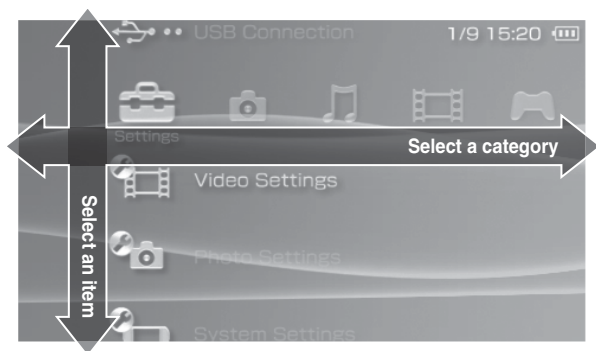 USB Connection
1/9 15:20
Settings
Select a category
Video Settings
Select an item
Photo Settings
System Settings